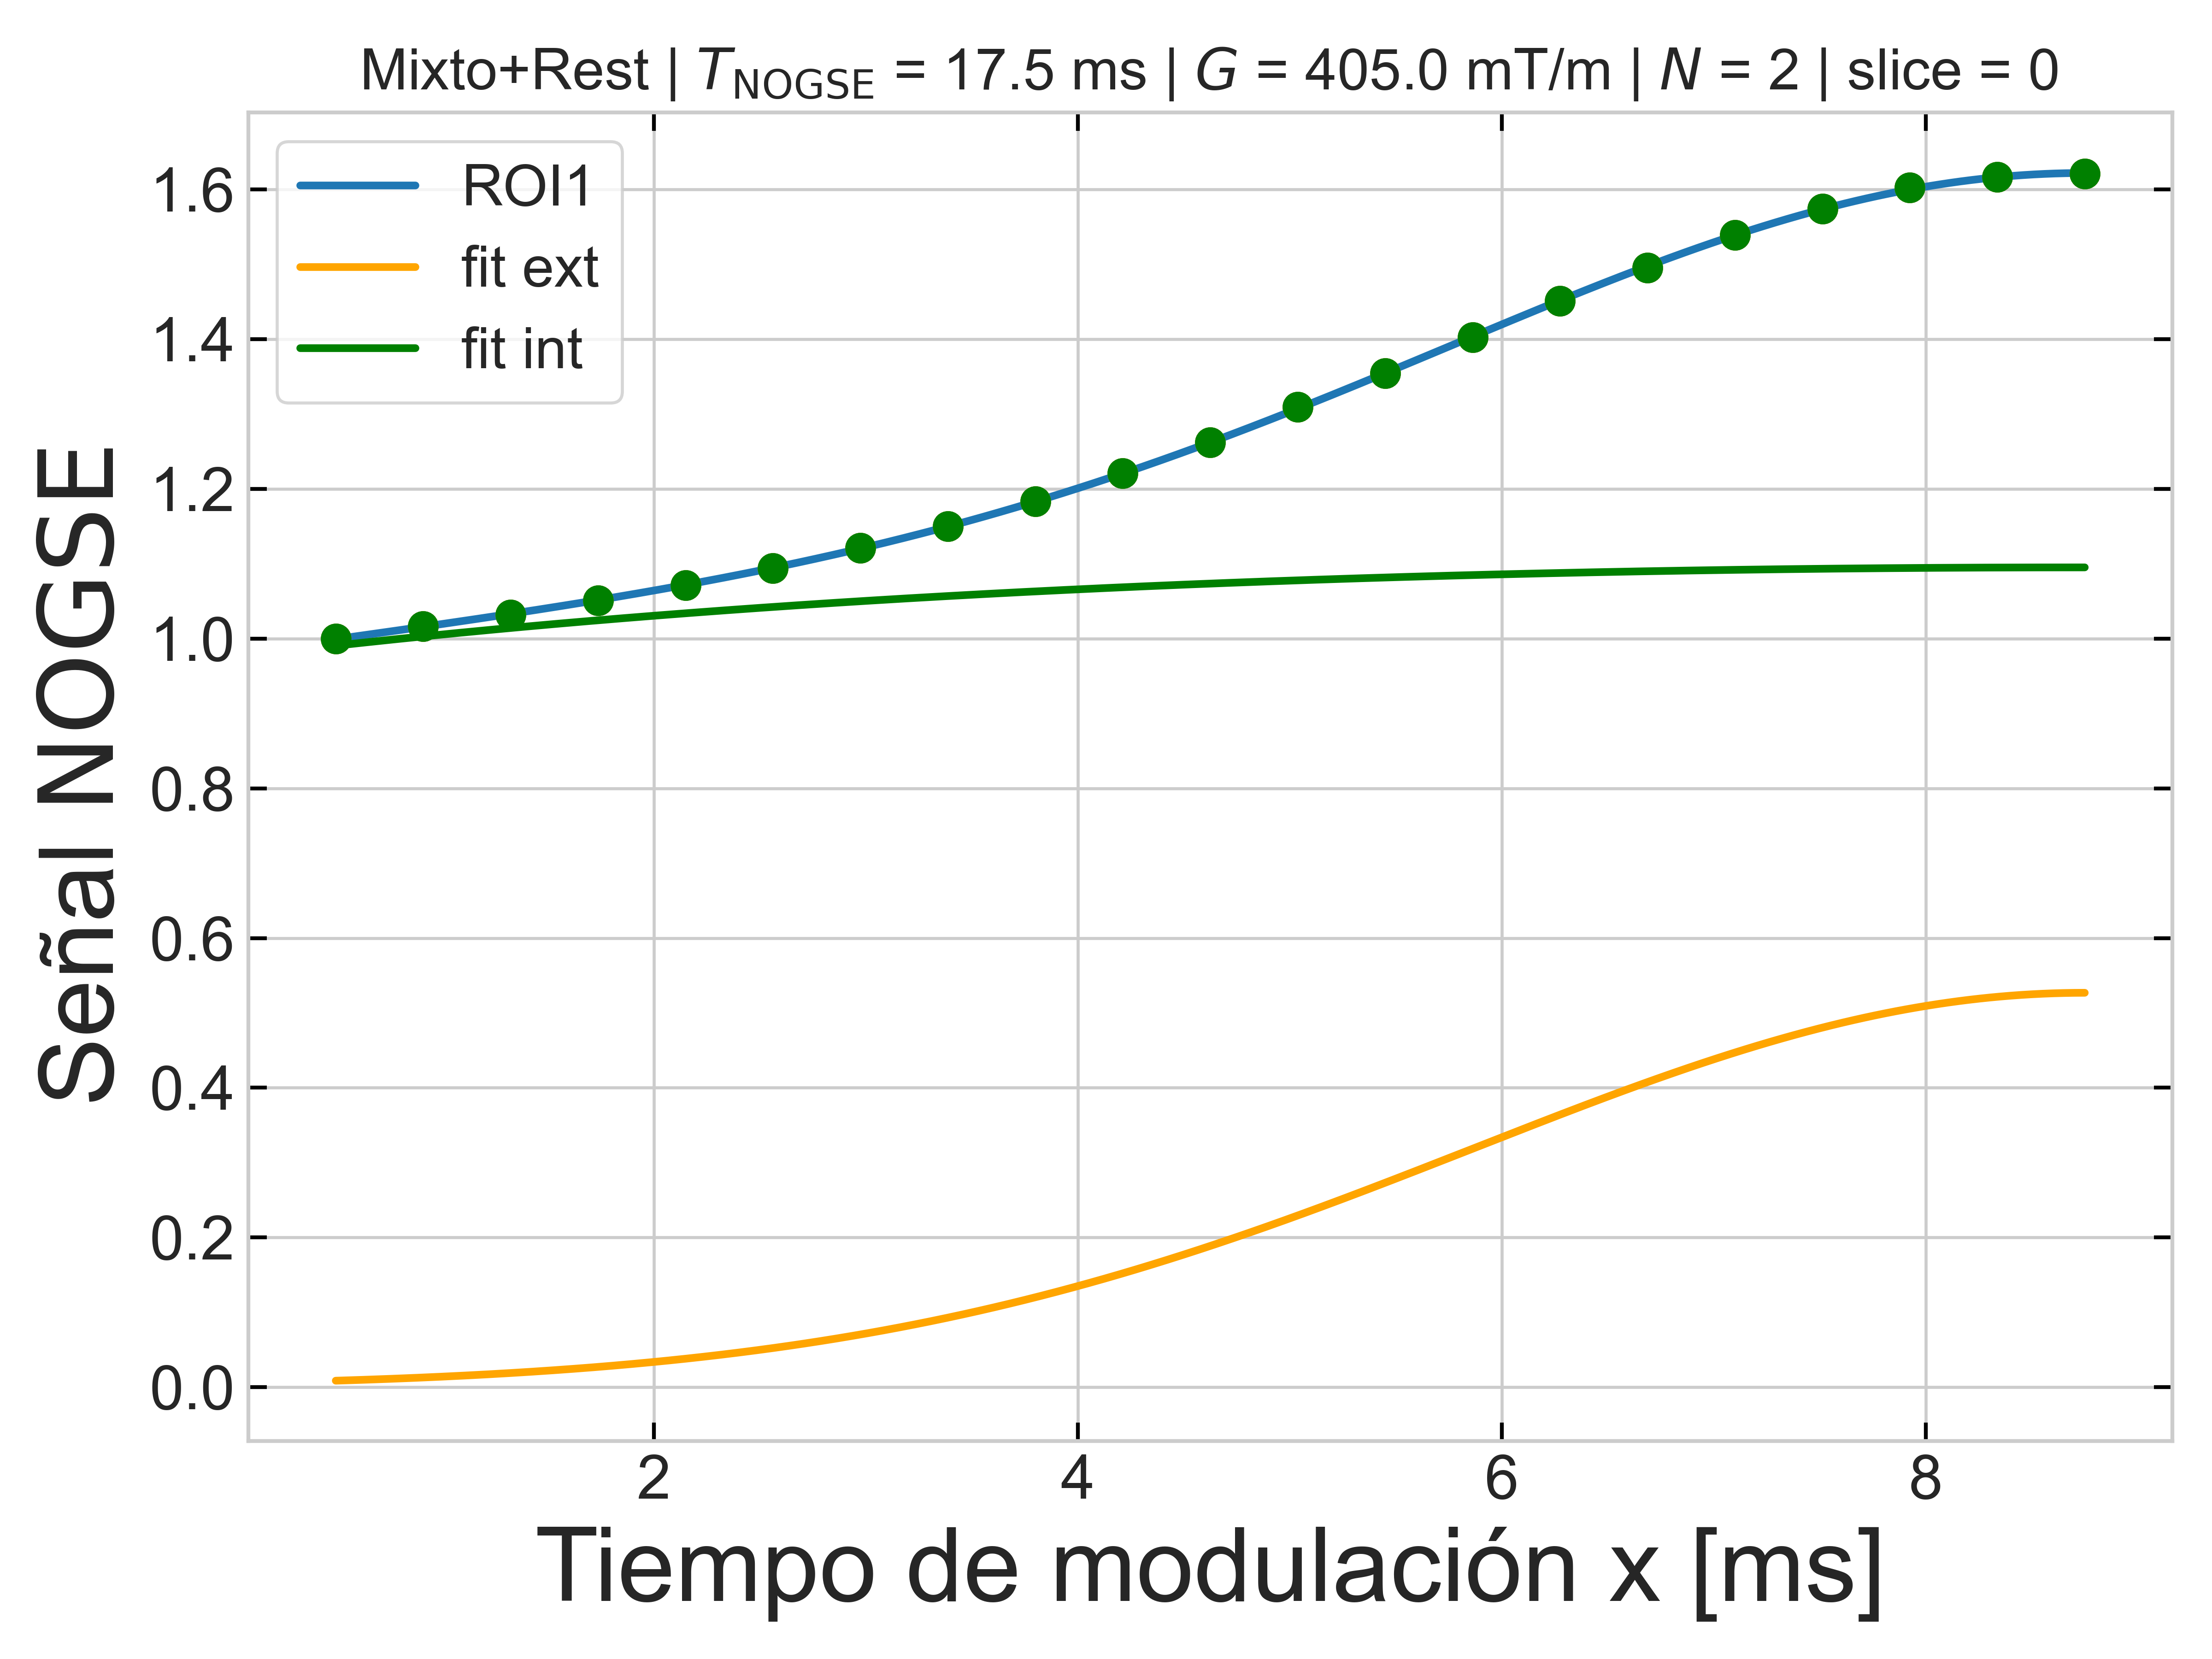 Mixto+Rest | T_NOGSE = 17.5 ms | G = 405.0 mT/m | N = 2 | slice = 0
ROI1
fit ext
fit int
Señal NOGSE
1.6
1.4
1.2
1.0
0.8
0.6
0.4
0.2
0.0
2 4 6 8
Tiempo de modulación x [ms]